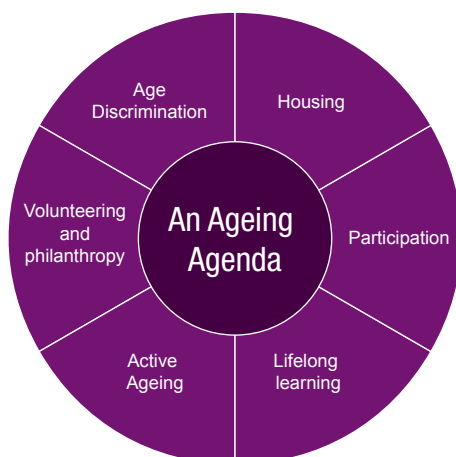 Age
Discrimination
Housing
Volunteering
and
philanthropy
An Ageing
Agenda
Participation
Active
Ageing
Lifelong
learning